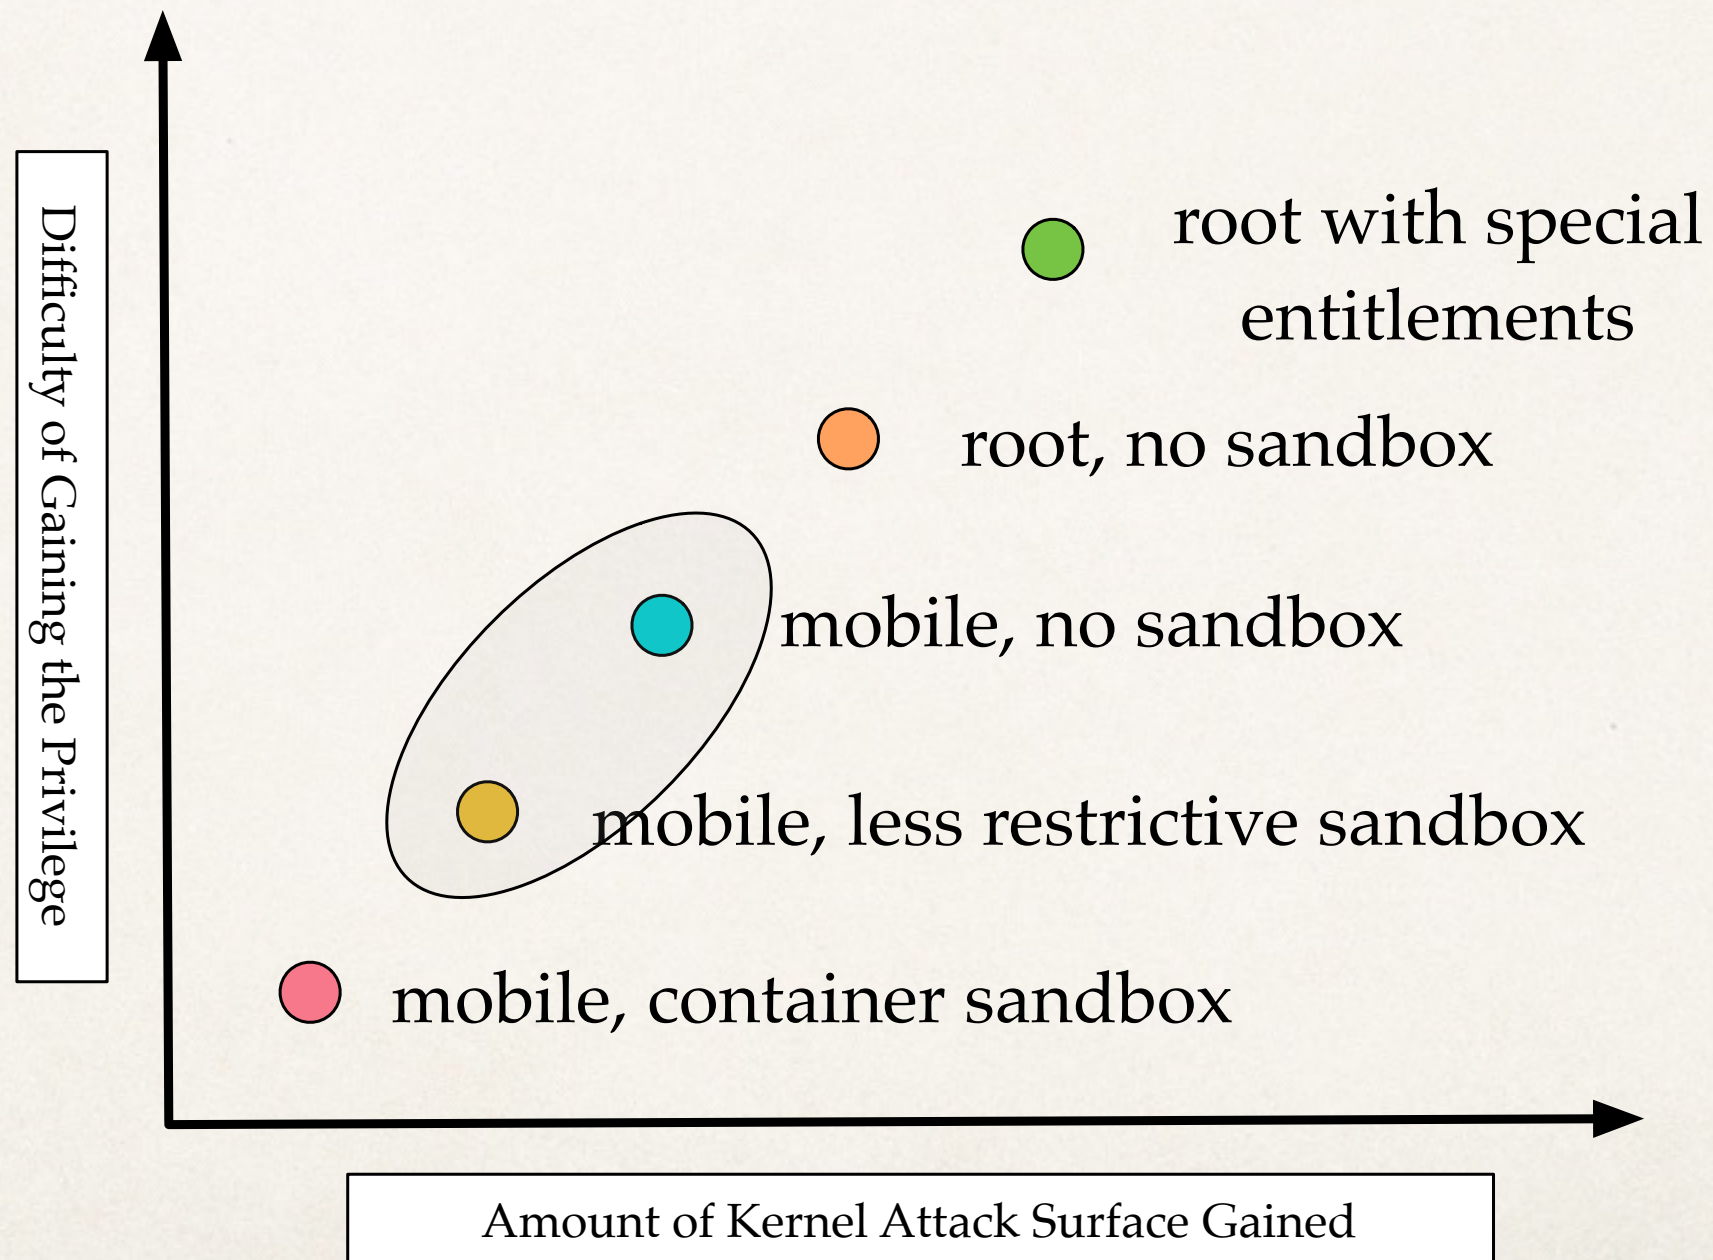 Difficulty of Gaining the Privilege
root with special
entitlements
root, no sandbox
mobile, no sandbox
mobile, less restrictive sandbox
mobile, container sandbox
Amount of Kernel Attack Surface Gained